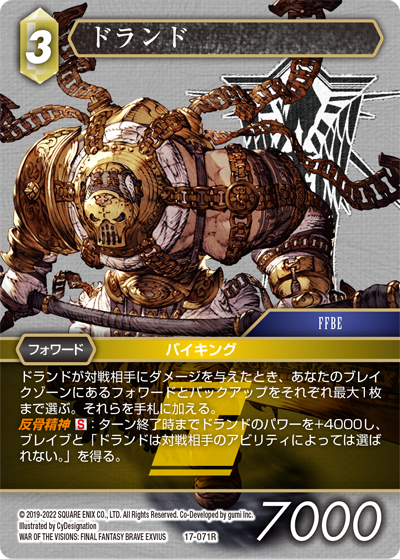 3
ドランド
FFBE
フォワード
バイキング
ドランドが対戦相手にダメージを与えたとき、あなたのブレイ
クゾーンにあるフォワードとバックアップをそれぞれ最大1
枚まで選ぶ。それらを手札に加える。
反骨精神 S：ターン終了時までドランドのパワーを+4000し、
ブレイブと「ドランドは対戦相手のアビリティによっては選ば
れない。」を得る。
© 2019-2022 SQUARE ENIX CO., LTD. All Rights Reserved. Co-Developed by gumi Inc.
Illustrated by CyDesignation
WAR OF THE VISIONS: FINAL FANTASY BRAVE EXVIUS
17-071R
7000